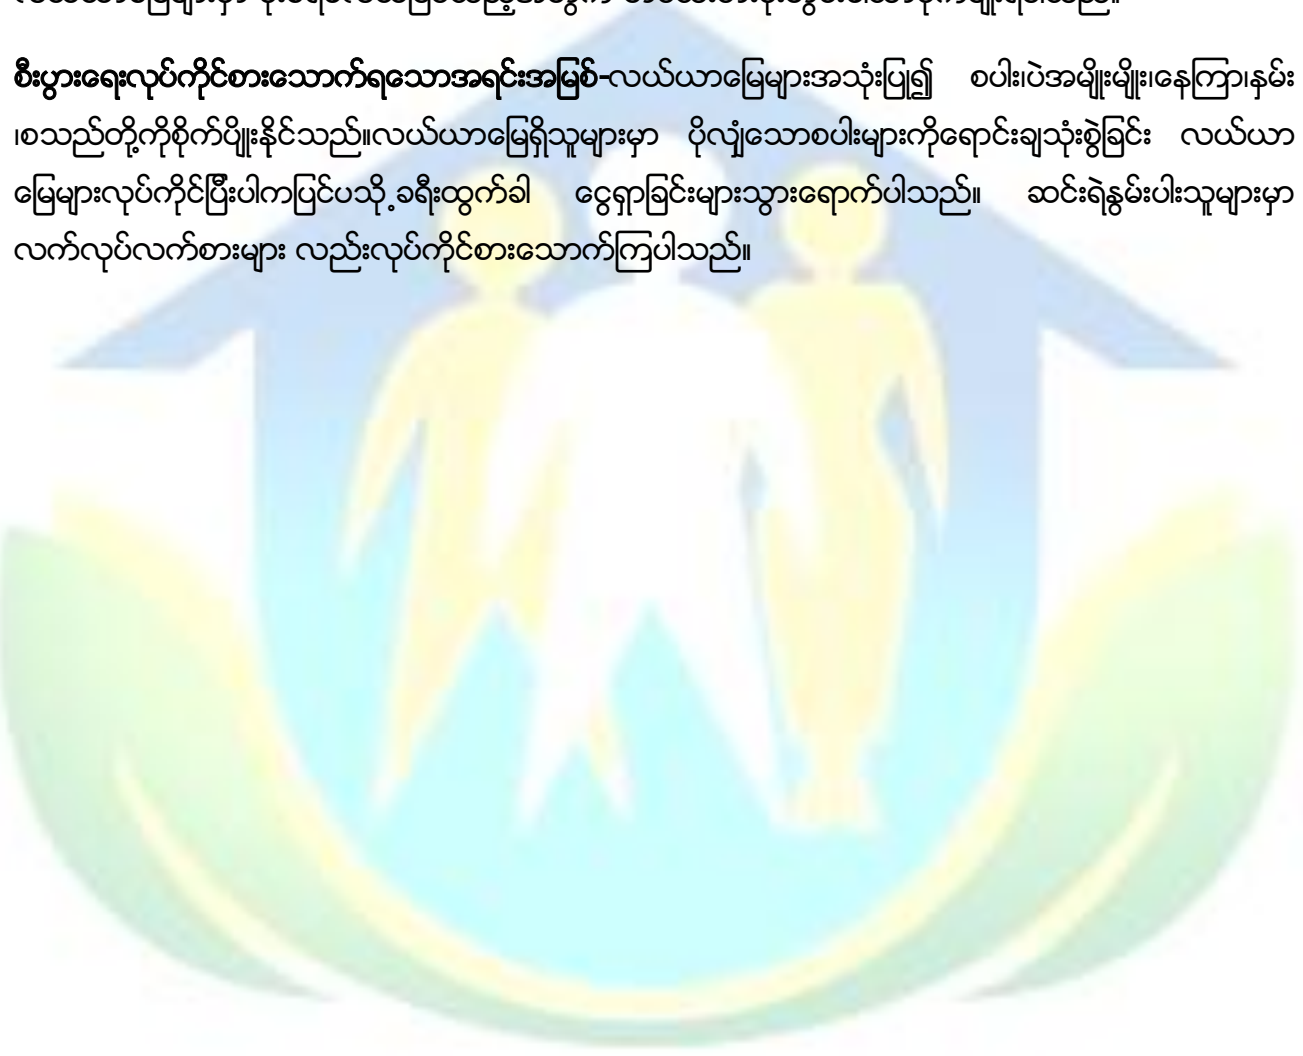 စီးပွားရေးလုပ်ကိုင်စားသောက်ရသောအရင်းအမြစ်-လယ်ယာမြေများအသုံးပြု၍ စပါး၊ပဲအမျိုးမျိုး၊နေကြာ၊နှမ်း
၊စသည်တို့ကိုစိုက်ပျိုးနိုင်သည်။လယ်ယာမြေရှိသူများမှာ ပိုလျှံသောစပါးများကိုရောင်းချသုံးစွဲခြင်း လယ်ယာ
မြေများလုပ်ကိုင်ပြီးပါကပြင်ပသို့ခရီးထွက်ခါ ငွေရှာခြင်းများသွားရောက်ပါသည်။ ဆင်းရဲနွမ်းပါးသူများမှာ
လက်လုပ်လက်စားများ လည်းလုပ်ကိုင်စားသောက်ကြပါသည်။